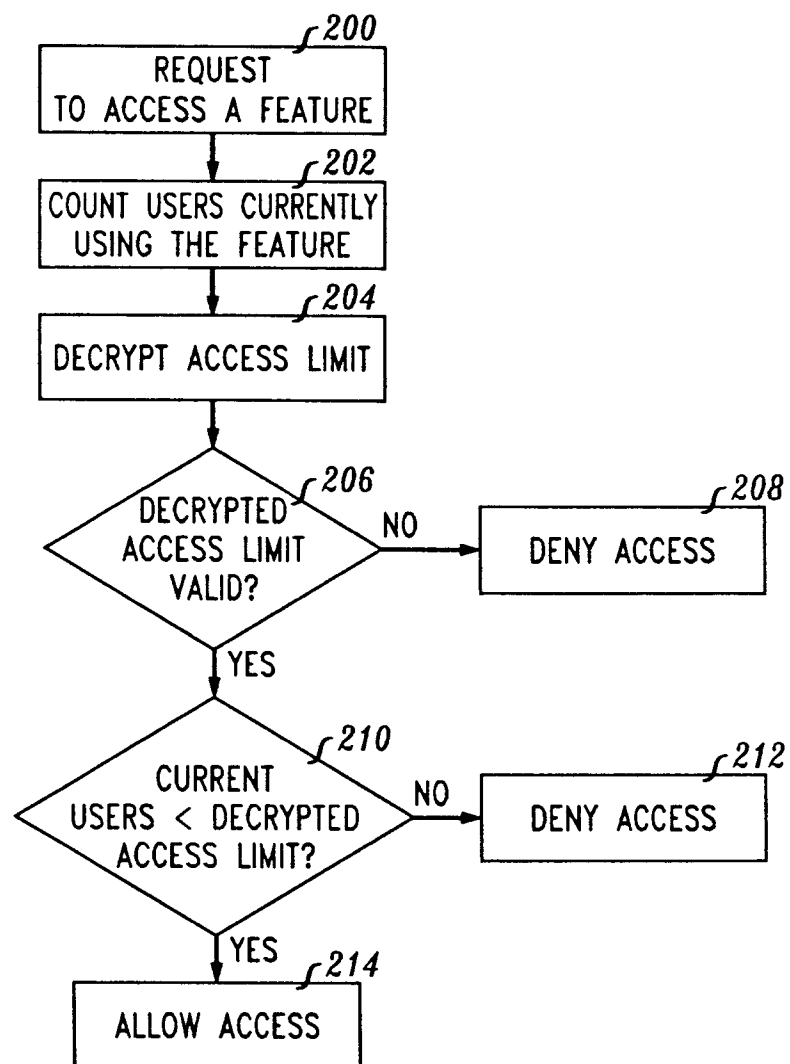 200
REQUEST
TO ACCESS A FEATURE
202
COUNT USERS CURRENTLY
USING THE FEATURE
204
DECRYPT ACCESS LIMIT
206
DECRYPTED
ACCESS LIMIT
VALID?
NO
208
DENY ACCESS
YES
210
CURRENT
USERS < DECRYPTED
ACCESS LIMIT?
NO
212
DENY ACCESS
YES
214
ALLOW ACCESS